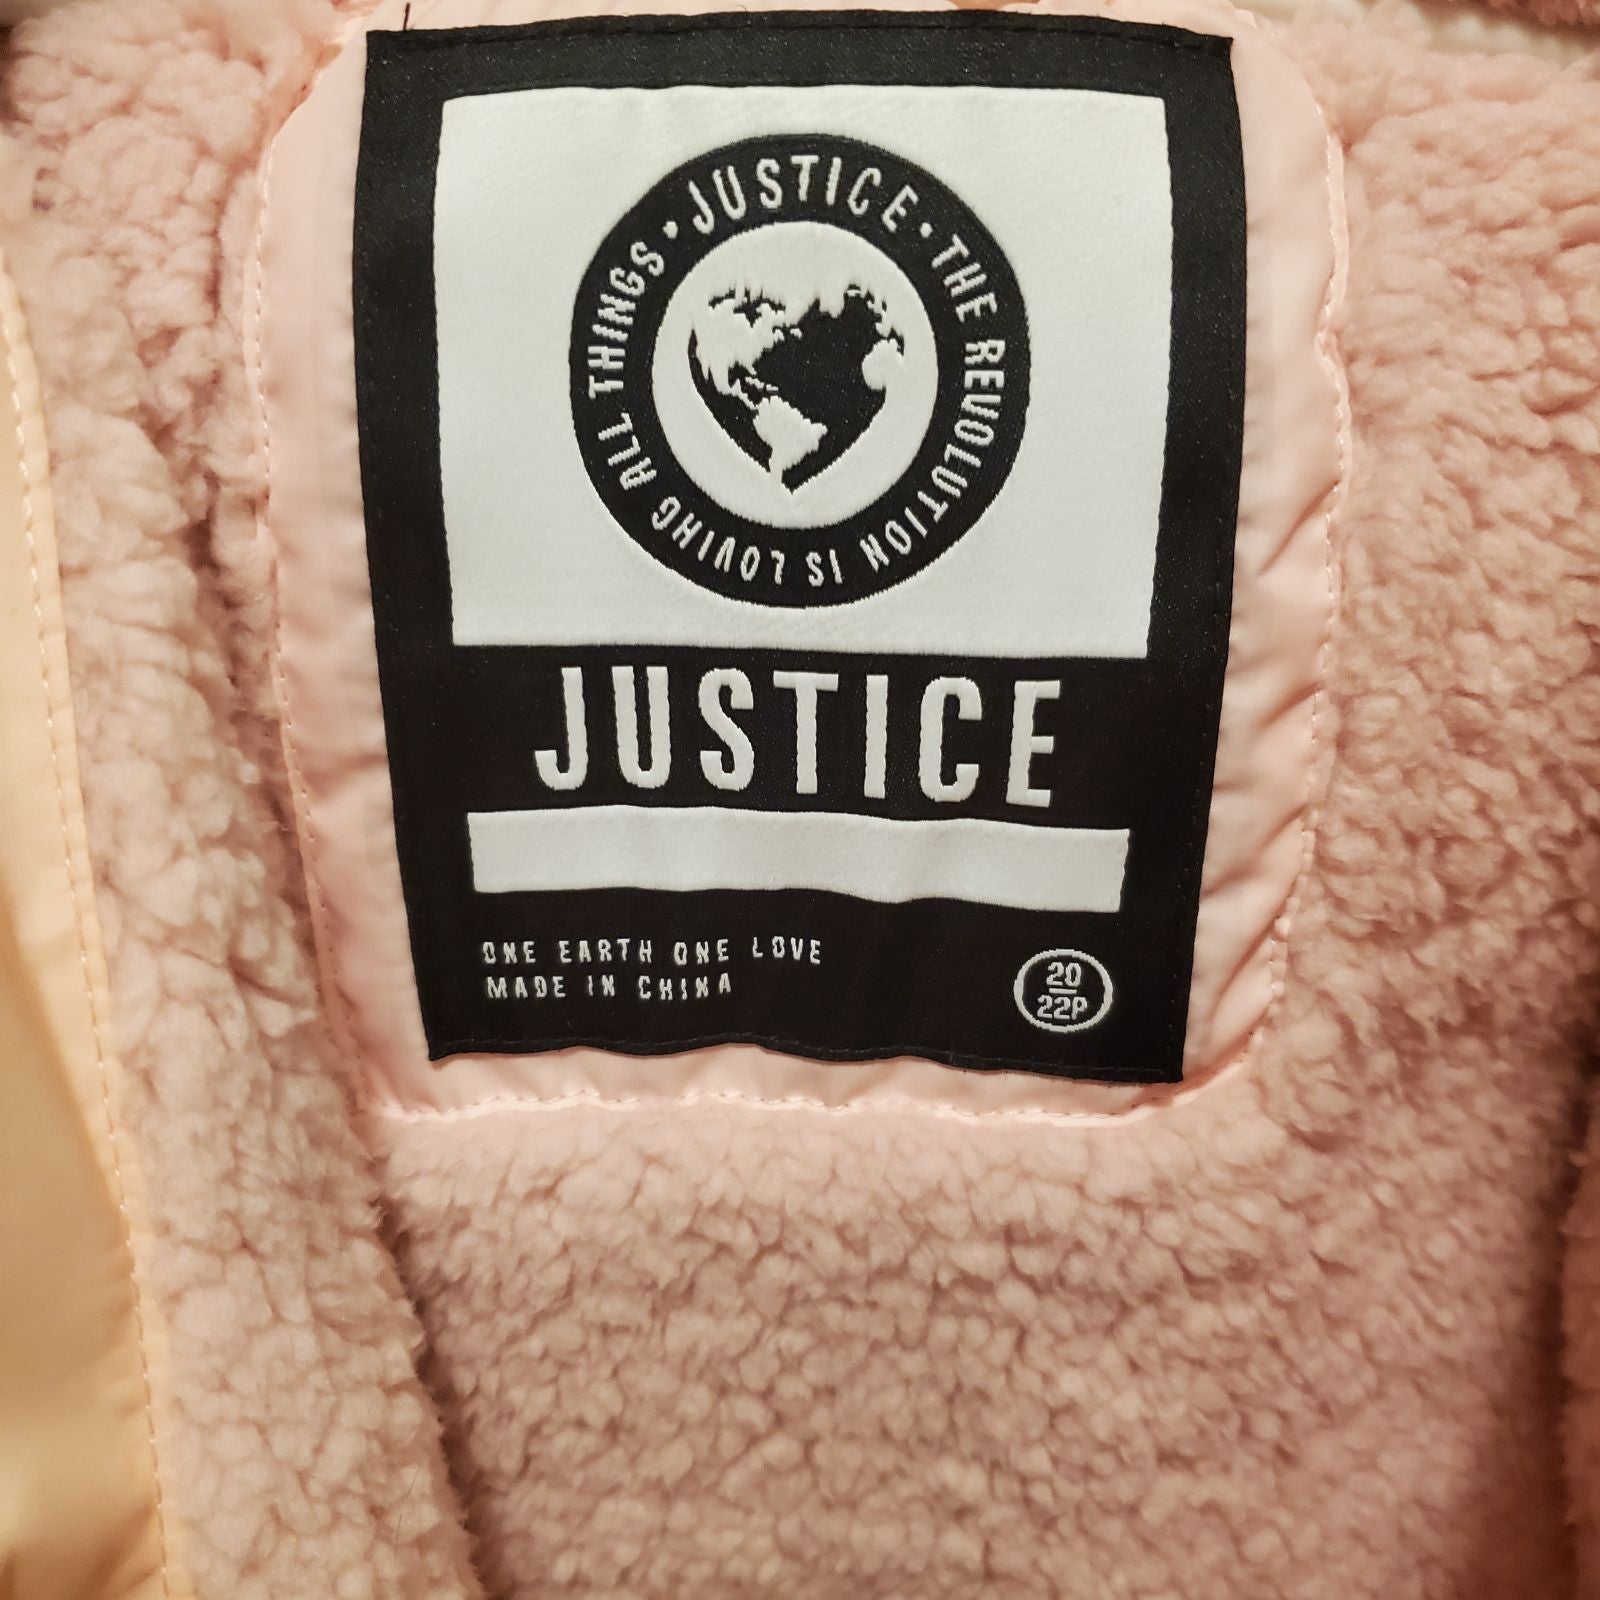 • JUSTICE • THE REVOLUTION IS LOVING ALL THINGS
JUSTICE
ONE EARTH ONE LOVE
MADE IN CHINA
20
22P